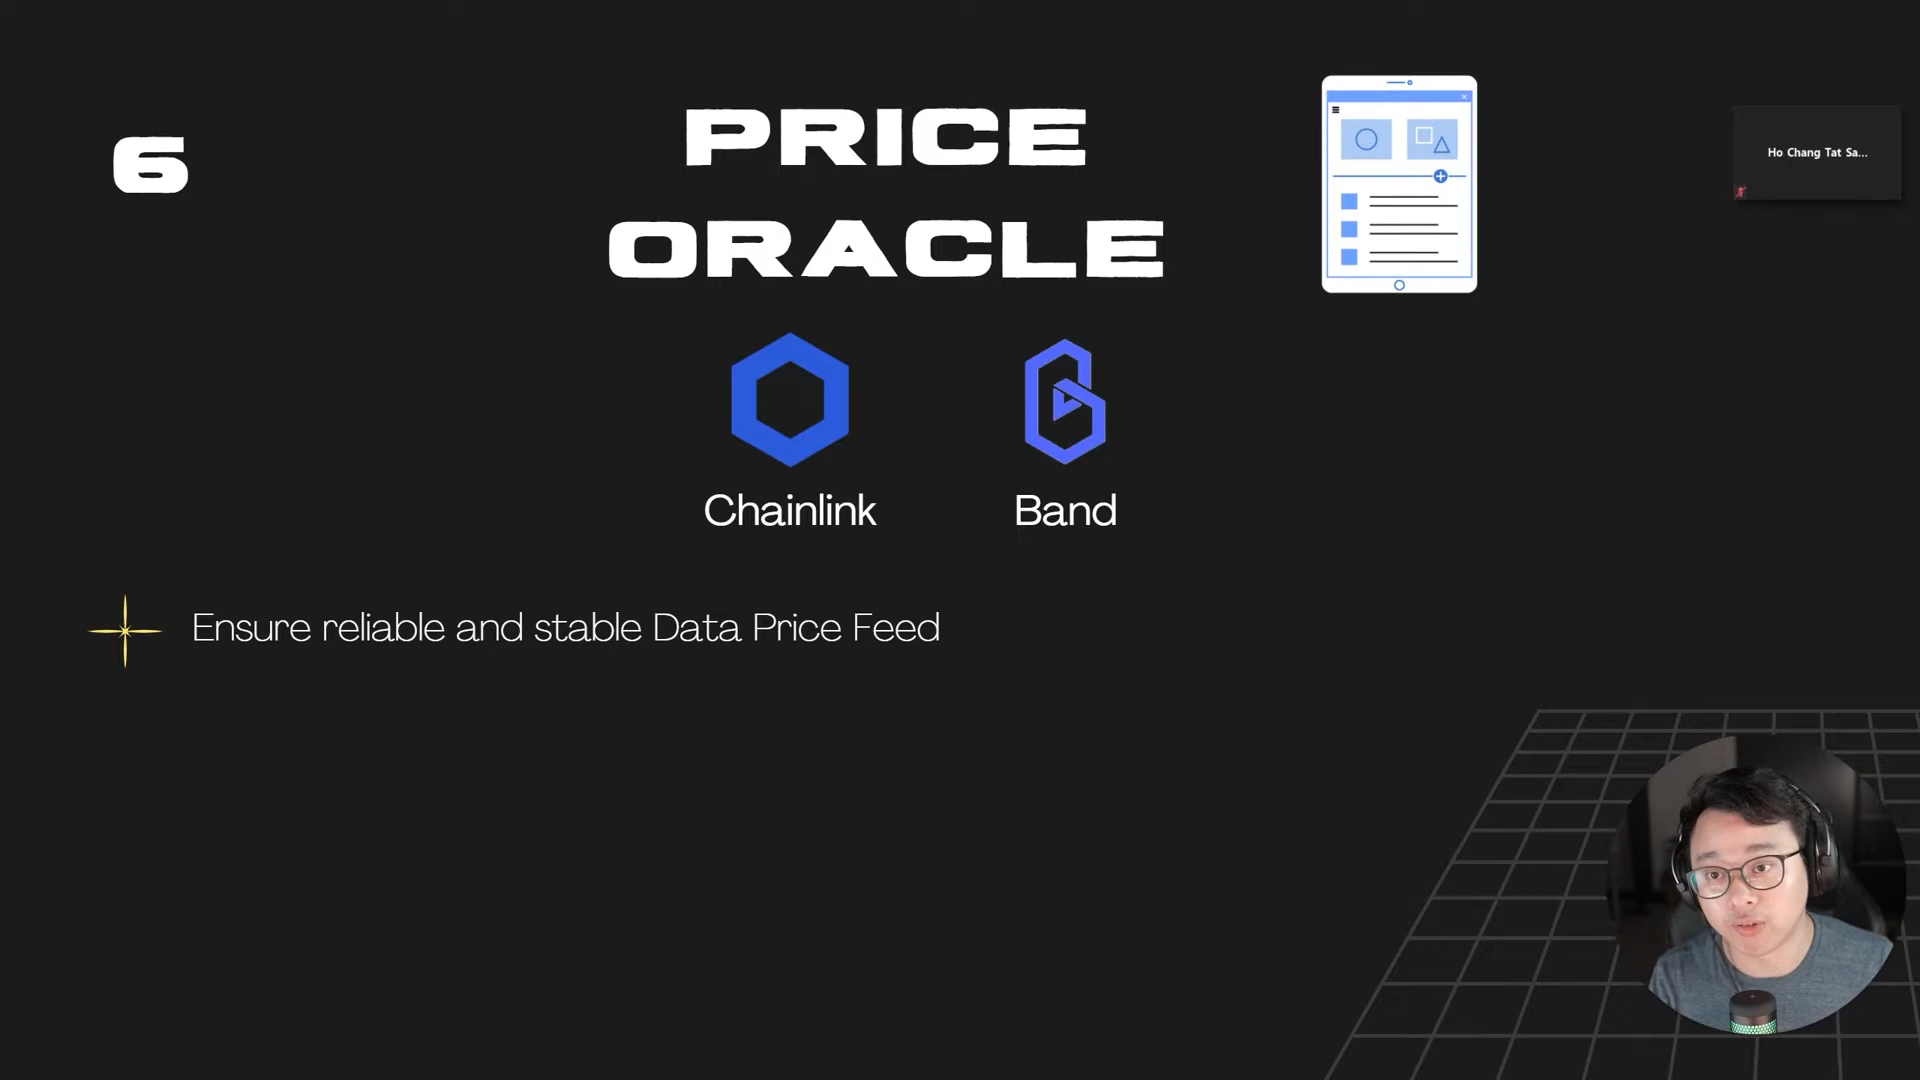 6
PRICE
ORACLE
Ho Chang Tat Sa...
Chainlink
Band
Ensure reliable and stable Data Price Feed